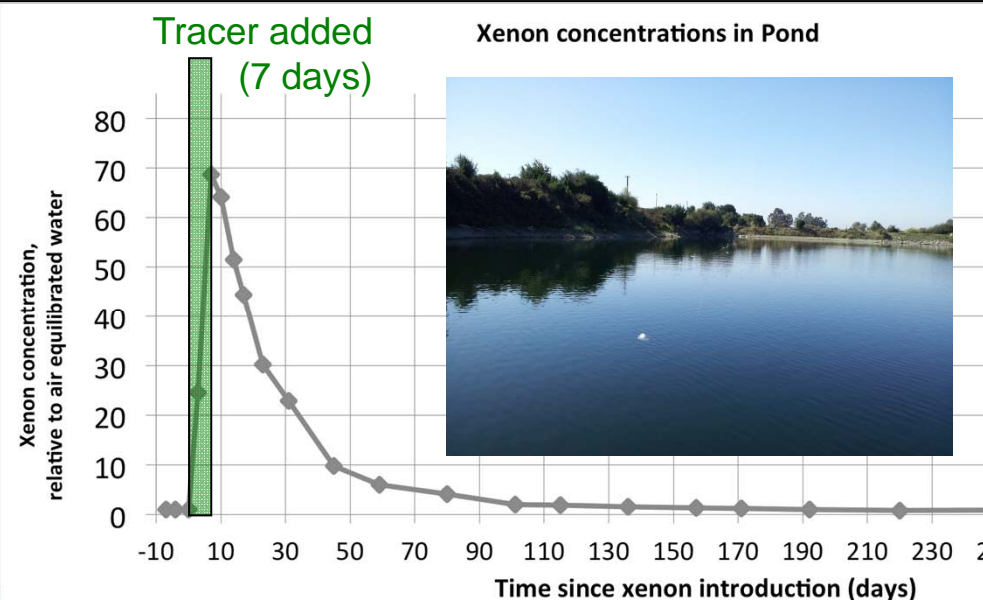 Tracer added
(7 days)
Xenon concentrations in Pond
Xenon concentration,
relative to air equilibrated water
80
70
60
50
40
30
20
10
0
-10 10 30 50 70 90 110 130 150 170 190 210 230
Time since xenon introduction (days)